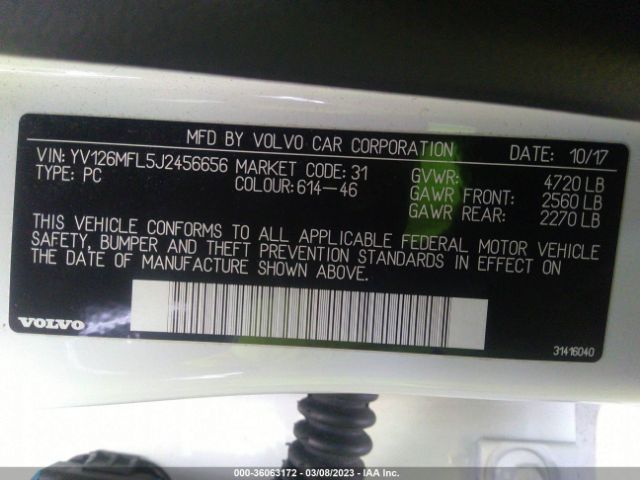 MFD BY VOLVO CAR CORPORATION DATE: 10/17
VIN: YV126MFL5J2456656 MARKET CODE: 31 GVWR: 4720 LB
TYPE: PC COLOUR: 614-46 GAWR FRONT: 2560 LB
GAWR REAR: 2270 LB
THIS VEHICLE CONFORMS TO ALL APPLICABLE FEDERAL MOTOR VEHICLE
SAFETY, BUMPER AND THEFT PREVENTION STANDARDS IN EFFECT ON
THE DATE OF MANUFACTURE SHOWN ABOVE.
VOLVO 31416040
000-36063172 - 03/08/2023 - IAA Inc.